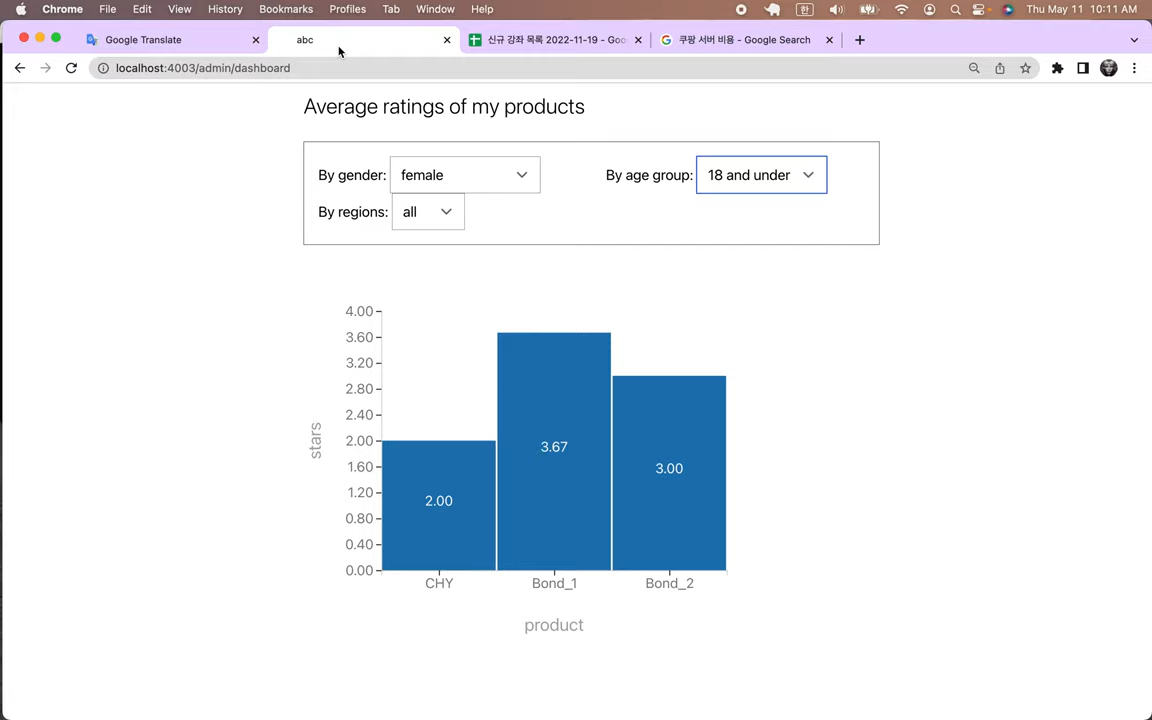 Chrome File Edit View History Bookmarks Profiles Tab Window Help 한 Thu May 11 10:11 AM
Google Translate abc 신규 강좌 목록 2022-11-19 - Goo 쿠팡 서버 비용 - Google Search
localhost:4003/admin/dashboard
Average ratings of my products
By gender: female By age group: 18 and under
By regions: all
4.00
3.60
3.20
2.80
2.40
2.00
1.60
1.20
0.80
0.40
0.00
stars
2.00
3.67
3.00
CHY Bond_1 Bond_2
product